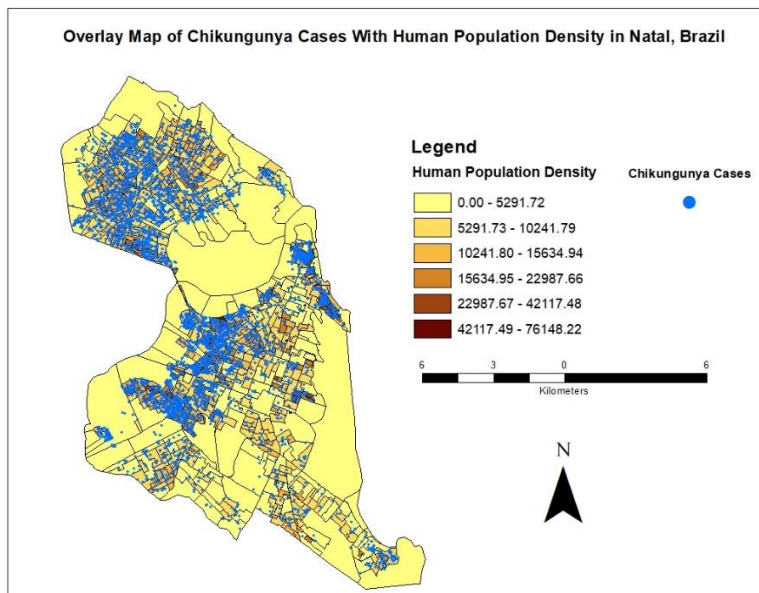 Overlay Map of Chikungunya Cases With Human Population Density in Natal, Brazil
Legend
Human Population Density
Chikungunya Cases
0.00 - 5291.72
5291.73 - 10241.79
10241.80 - 15634.94
15634.95 - 22987.66
22987.67 - 42117.48
42117.49 - 76148.22
6 3 0 6
Kilometers
N